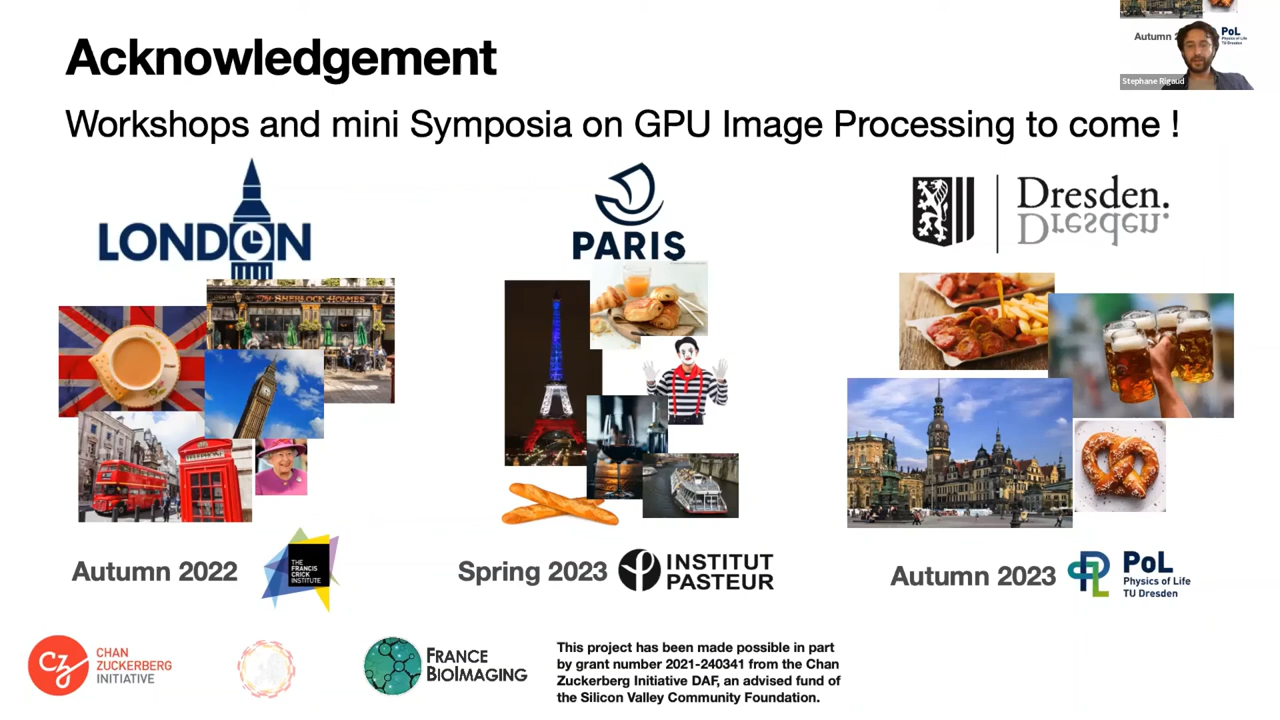 Acknowledgement
Autumn 2
PoL
Physics of Life
TU Dresden
Stephane Rigaud
Workshops and mini Symposia on GPU Image Processing to come !
LONDON
PARIS
Dresden.
Dresden.
The SHERLOCK HOLMES
TELEPHONE
Autumn 2022
THE
FRANCIS
CRICK
INSTITUTE
Spring 2023
INSTITUT
PASTEUR
Autumn 2023
PoL
Physics of Life
TU Dresden
CZ
CHAN
ZUCKERBERG
INITIATIVE
FRANCE
BIOIMAGING
This project has been made possible in part
by grant number 2021-240341 from the Chan
Zuckerberg Initiative DAF, an advised fund of
the Silicon Valley Community Foundation.